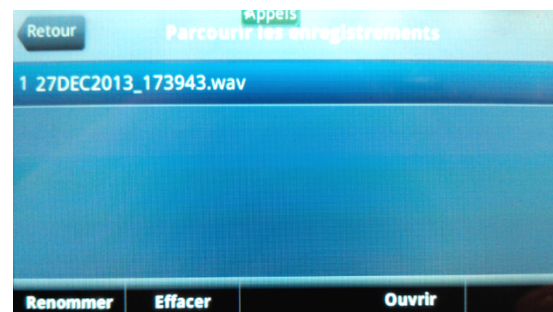 Appels
Retour
Parcourir les enregistrements
1 27DEC2013_173943.wav
Renommer Effacer Ouvrir